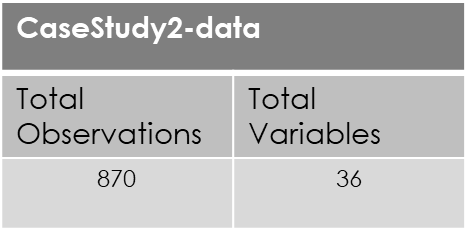 CaseStudy2-data
Total
Observations
Total
Variables
870
36